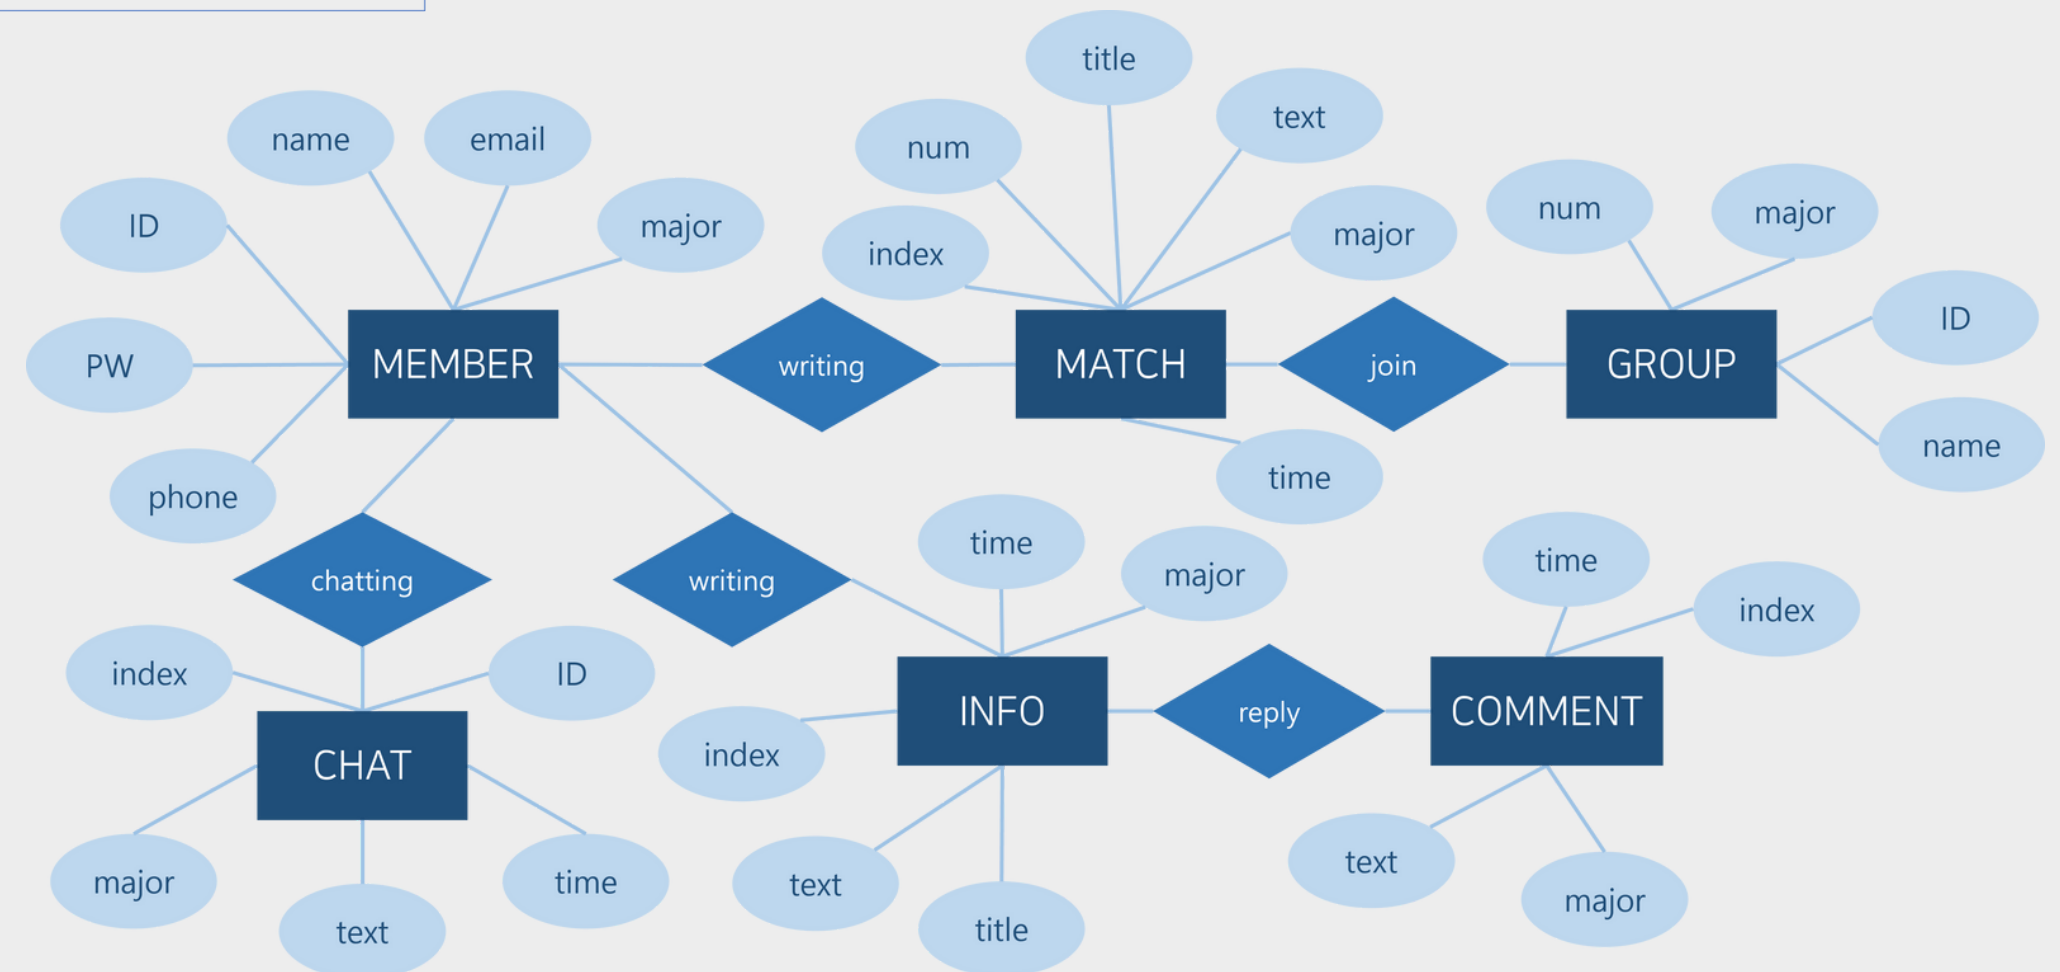 title
text
name
email
num
num
major
ID
major
major
index
major
ID
PW
MEMBER
writing
MATCH
join
GROUP
name
phone
time
time
time
major
chatting
writing
index
index
ID
INFO
reply
COMMENT
index
CHAT
text
major
time
text
major
text
title